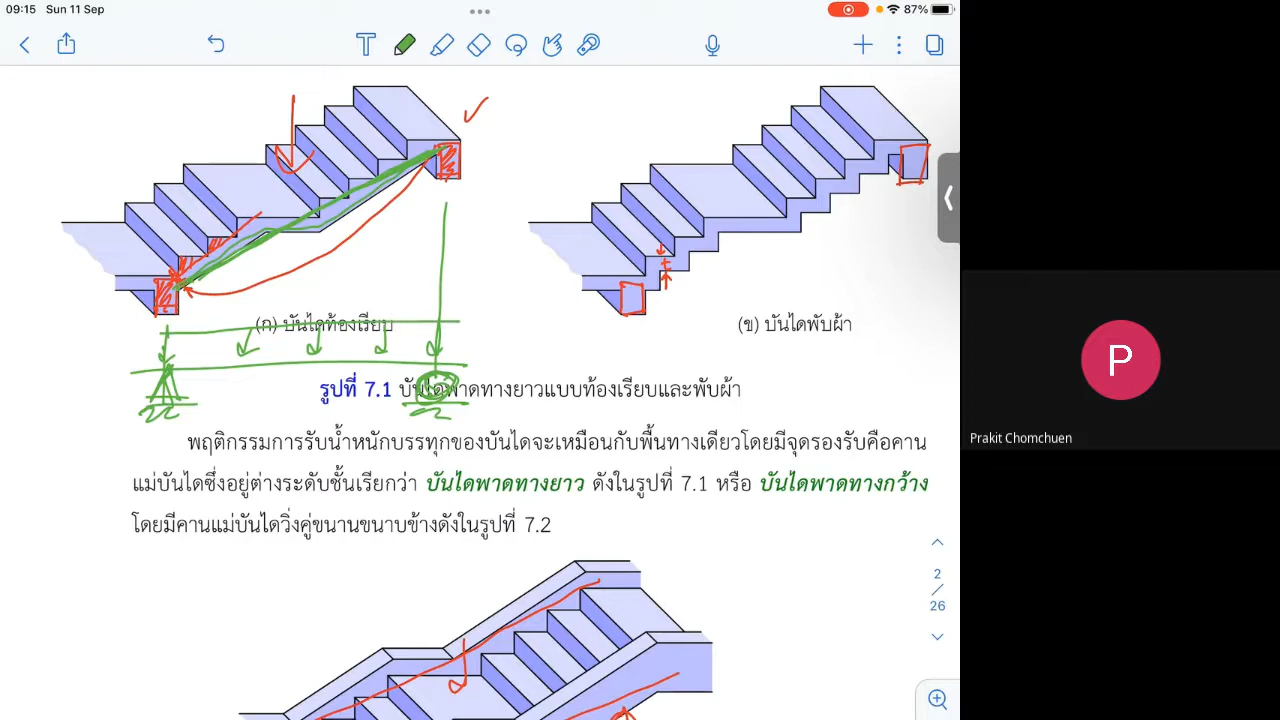 09:15 Sun 11 Sep
87%
(ก) บันไดท้องเรียบ
(ข) บันไดพับผ้า
t
รูปที่ 7.1 บันไดพาดทางยาวแบบท้องเรียบและพับผ้า
พฤติกรรมการรับน้ำหนักบรรทุกของบันไดจะเหมือนกับพื้นทางเดียวโดยมีจุดรองรับคือคาน
แม่บันไดซึ่งอยู่ต่างระดับชั้นเรียกว่า บันไดพาดทางยาว ดังในรูปที่ 7.1 หรือ บันไดพาดทางกว้าง
โดยมีคานแม่บันไดวิ่งคู่ขนานขนาบข้างดังในรูปที่ 7.2
2
/
26
P
Prakit Chomchuen